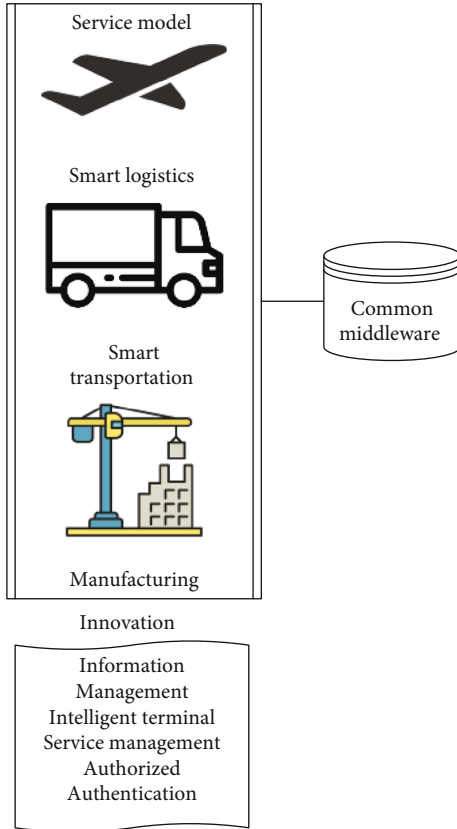 Service model
Smart logistics
Smart
transportation
Manufacturing
Common
middleware
Innovation
Information
Management
Intelligent terminal
Service management
Authorized
Authentication